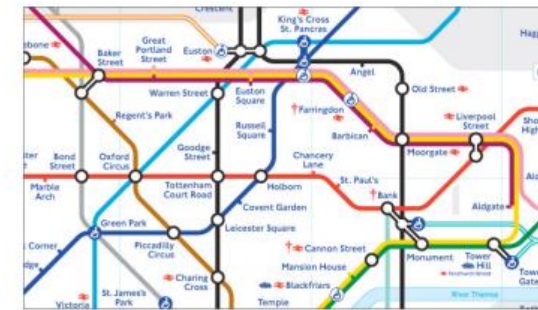 Crescent
King's Cross
St. Pancras
Great
Portland
Street
Baker
Street
Euston
Angel
Warren Street
Euston
Square
Farringdon
Old Street
Liverpool
Street
Regent's Park
Russell
Square
Barbican
Moorgate
Bond
Street
Oxford
Circus
Goodge
Street
Chancery
Lane
St. Paul's
Marble
Arch
Tottenham
Court Road
Holborn
Bank
Covent Garden
Leicester Square
Aldgate
Green Park
Piccadilly
Circus
Cannon Street
Mansion House
Monument
Tower
Hill
Tower
Corner
Charing
Cross
Blackfriars
River Thames
St. James's
Park
Victoria
Temple